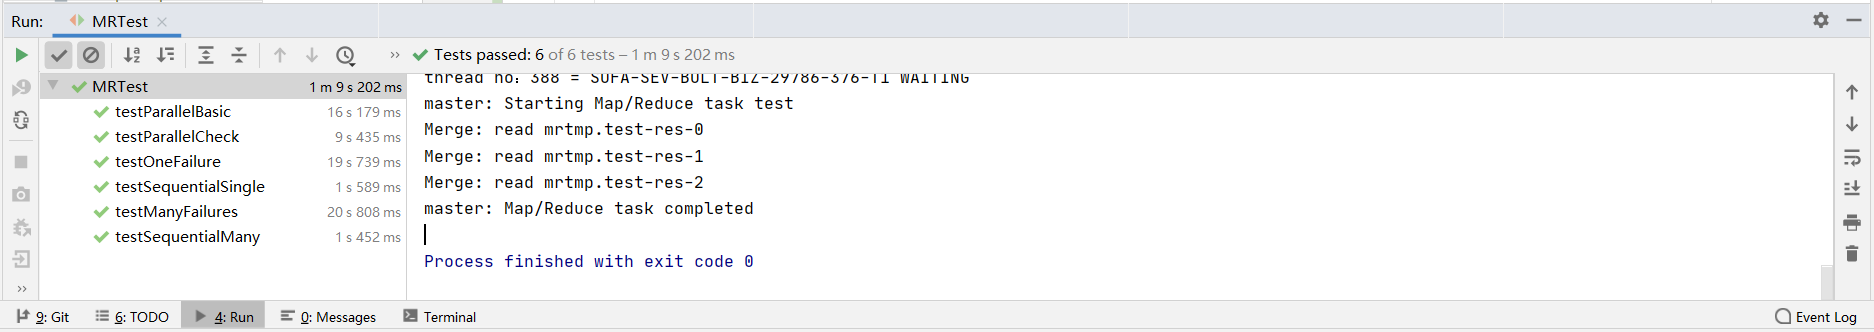 Run: MRTest
Tests passed: 6 of 6 tests – 1 m 9 s 202 ms
MRTest 1 m 9 s 202 ms
testParallelBasic 16 s 179 ms
testParallelCheck 9 s 435 ms
testOneFailure 19 s 739 ms
testSequentialSingle 1 s 589 ms
testManyFailures 20 s 808 ms
testSequentialMany 1 s 452 ms
thread no: 388 = SOFA-SEV-BOLT-BIZ-29786-376-T1 WAITING
master: Starting Map/Reduce task test
Merge: read mrtmp.test-res-0
Merge: read mrtmp.test-res-1
Merge: read mrtmp.test-res-2
master: Map/Reduce task completed
Process finished with exit code 0
9: Git 6: TODO 4: Run 0: Messages Terminal Event Log